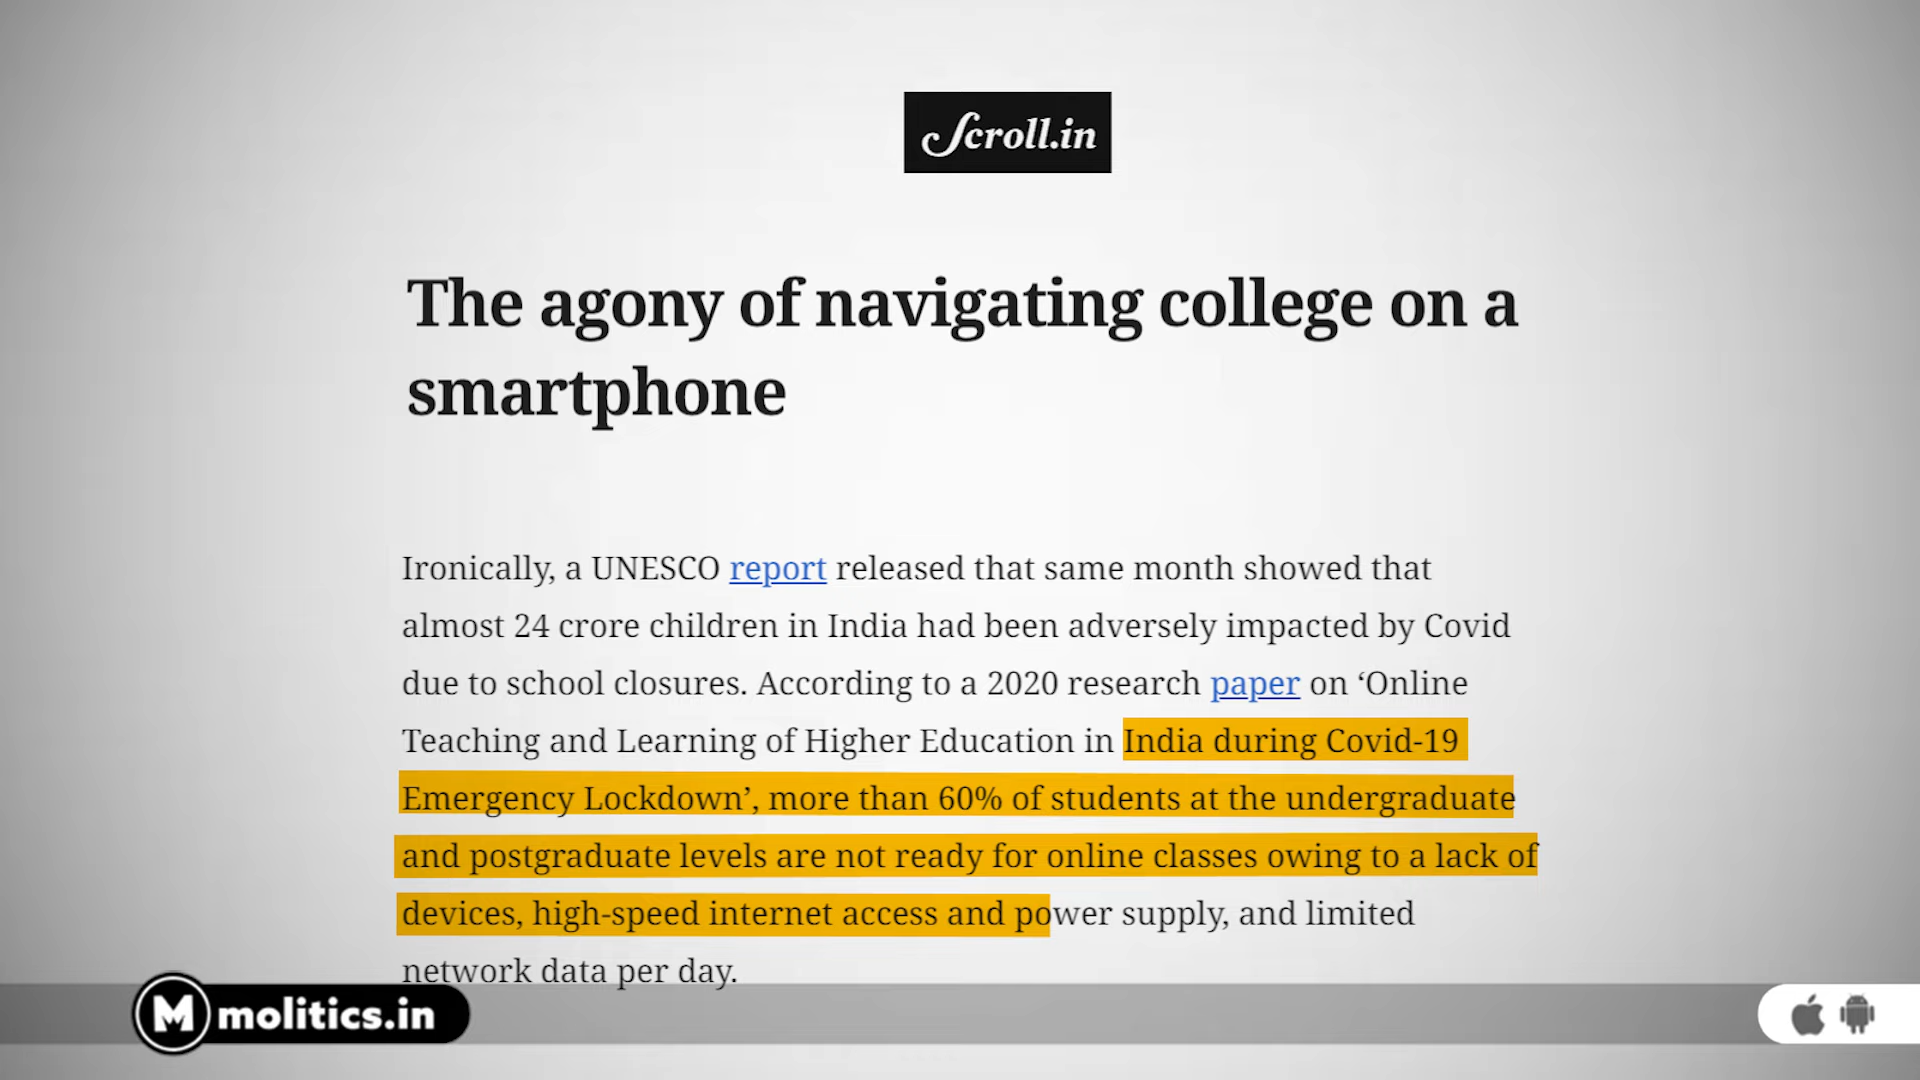 Scroll.in
The agony of navigating college on a
smartphone
Ironically, a UNESCO report released that same month showed that
almost 24 crore children in India had been adversely impacted by Covid
due to school closures. According to a 2020 research paper on ‘Online
Teaching and Learning of Higher Education in India during Covid-19
Emergency Lockdown’, more than 60% of students at the undergraduate
and postgraduate levels are not ready for online classes owing to a lack of
devices, high-speed internet access and power supply, and limited
network data per day.
M molitics.in